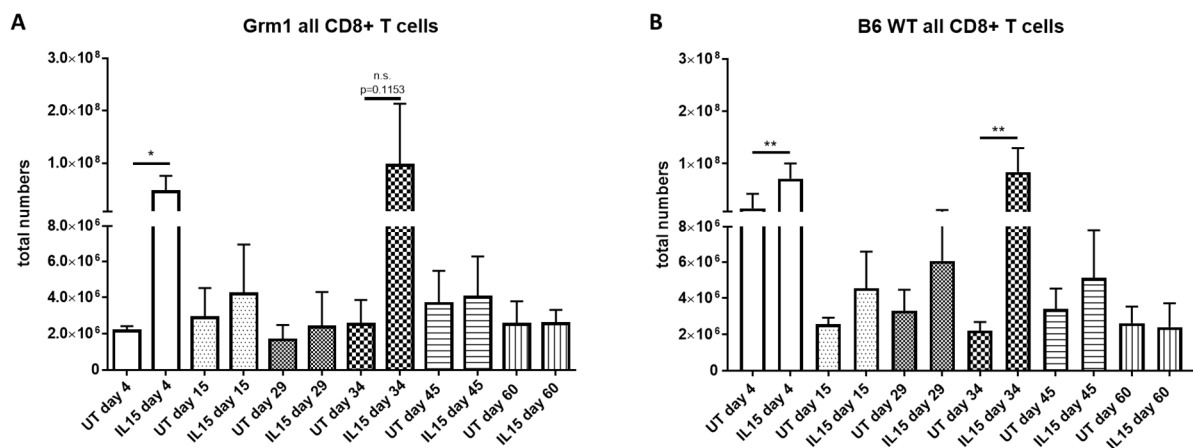 A
Grm1 all CD8+ T cells
total numbers
3.0×10⁸
2.0×10⁸
1.0×10⁸
8.0×10⁶
6.0×10⁶
4.0×10⁶
2.0×10⁶
0
*
n.s.
p=0.1153
UT day 4
IL15 day 4
UT day 15
IL15 day 15
UT day 29
IL15 day 29
UT day 34
IL15 day 34
UT day 45
IL15 day 45
UT day 60
IL15 day 60
B
B6 WT all CD8+ T cells
total numbers
3×10⁸
2×10⁸
1×10⁸
8×10⁶
6×10⁶
4×10⁶
2×10⁶
0
**
**
UT day 4
IL15 day 4
UT day 15
IL15 day 15
UT day 29
IL15 day 29
UT day 34
IL15 day 34
UT day 45
IL15 day 45
UT day 60
IL15 day 60